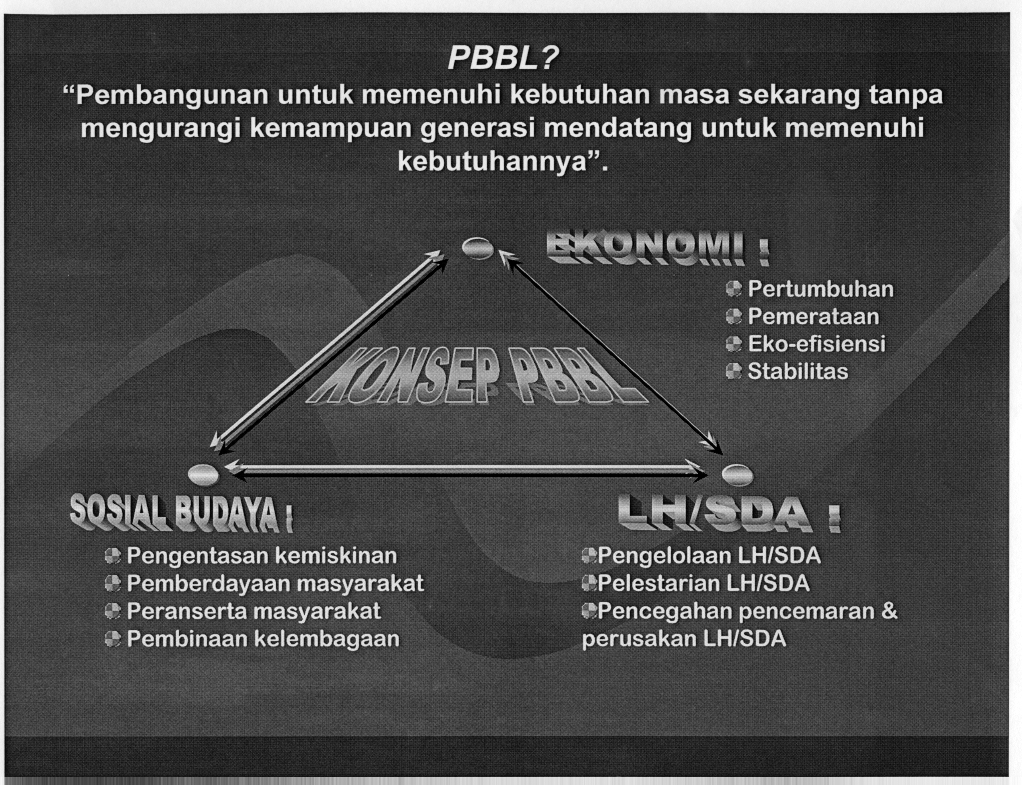 PBBL?
“Pembangunan untuk memenuhi kebutuhan masa sekarang tanpa
mengurangi kemampuan generasi mendatang untuk memenuhi
kebutuhannya”.
EKONOMI :
Pertumbuhan
Pemerataan
Eko-efisiensi
Stabilitas
KONSEP PBBL
SOSIAL BUDAYA :
Pengentasan kemiskinan
Pemberdayaan masyarakat
Peranserta masyarakat
Pembinaan kelembagaan
LH/SDA :
Pengelolaan LH/SDA
Pelestarian LH/SDA
Pencegahan pencemaran &
perusakan LH/SDA